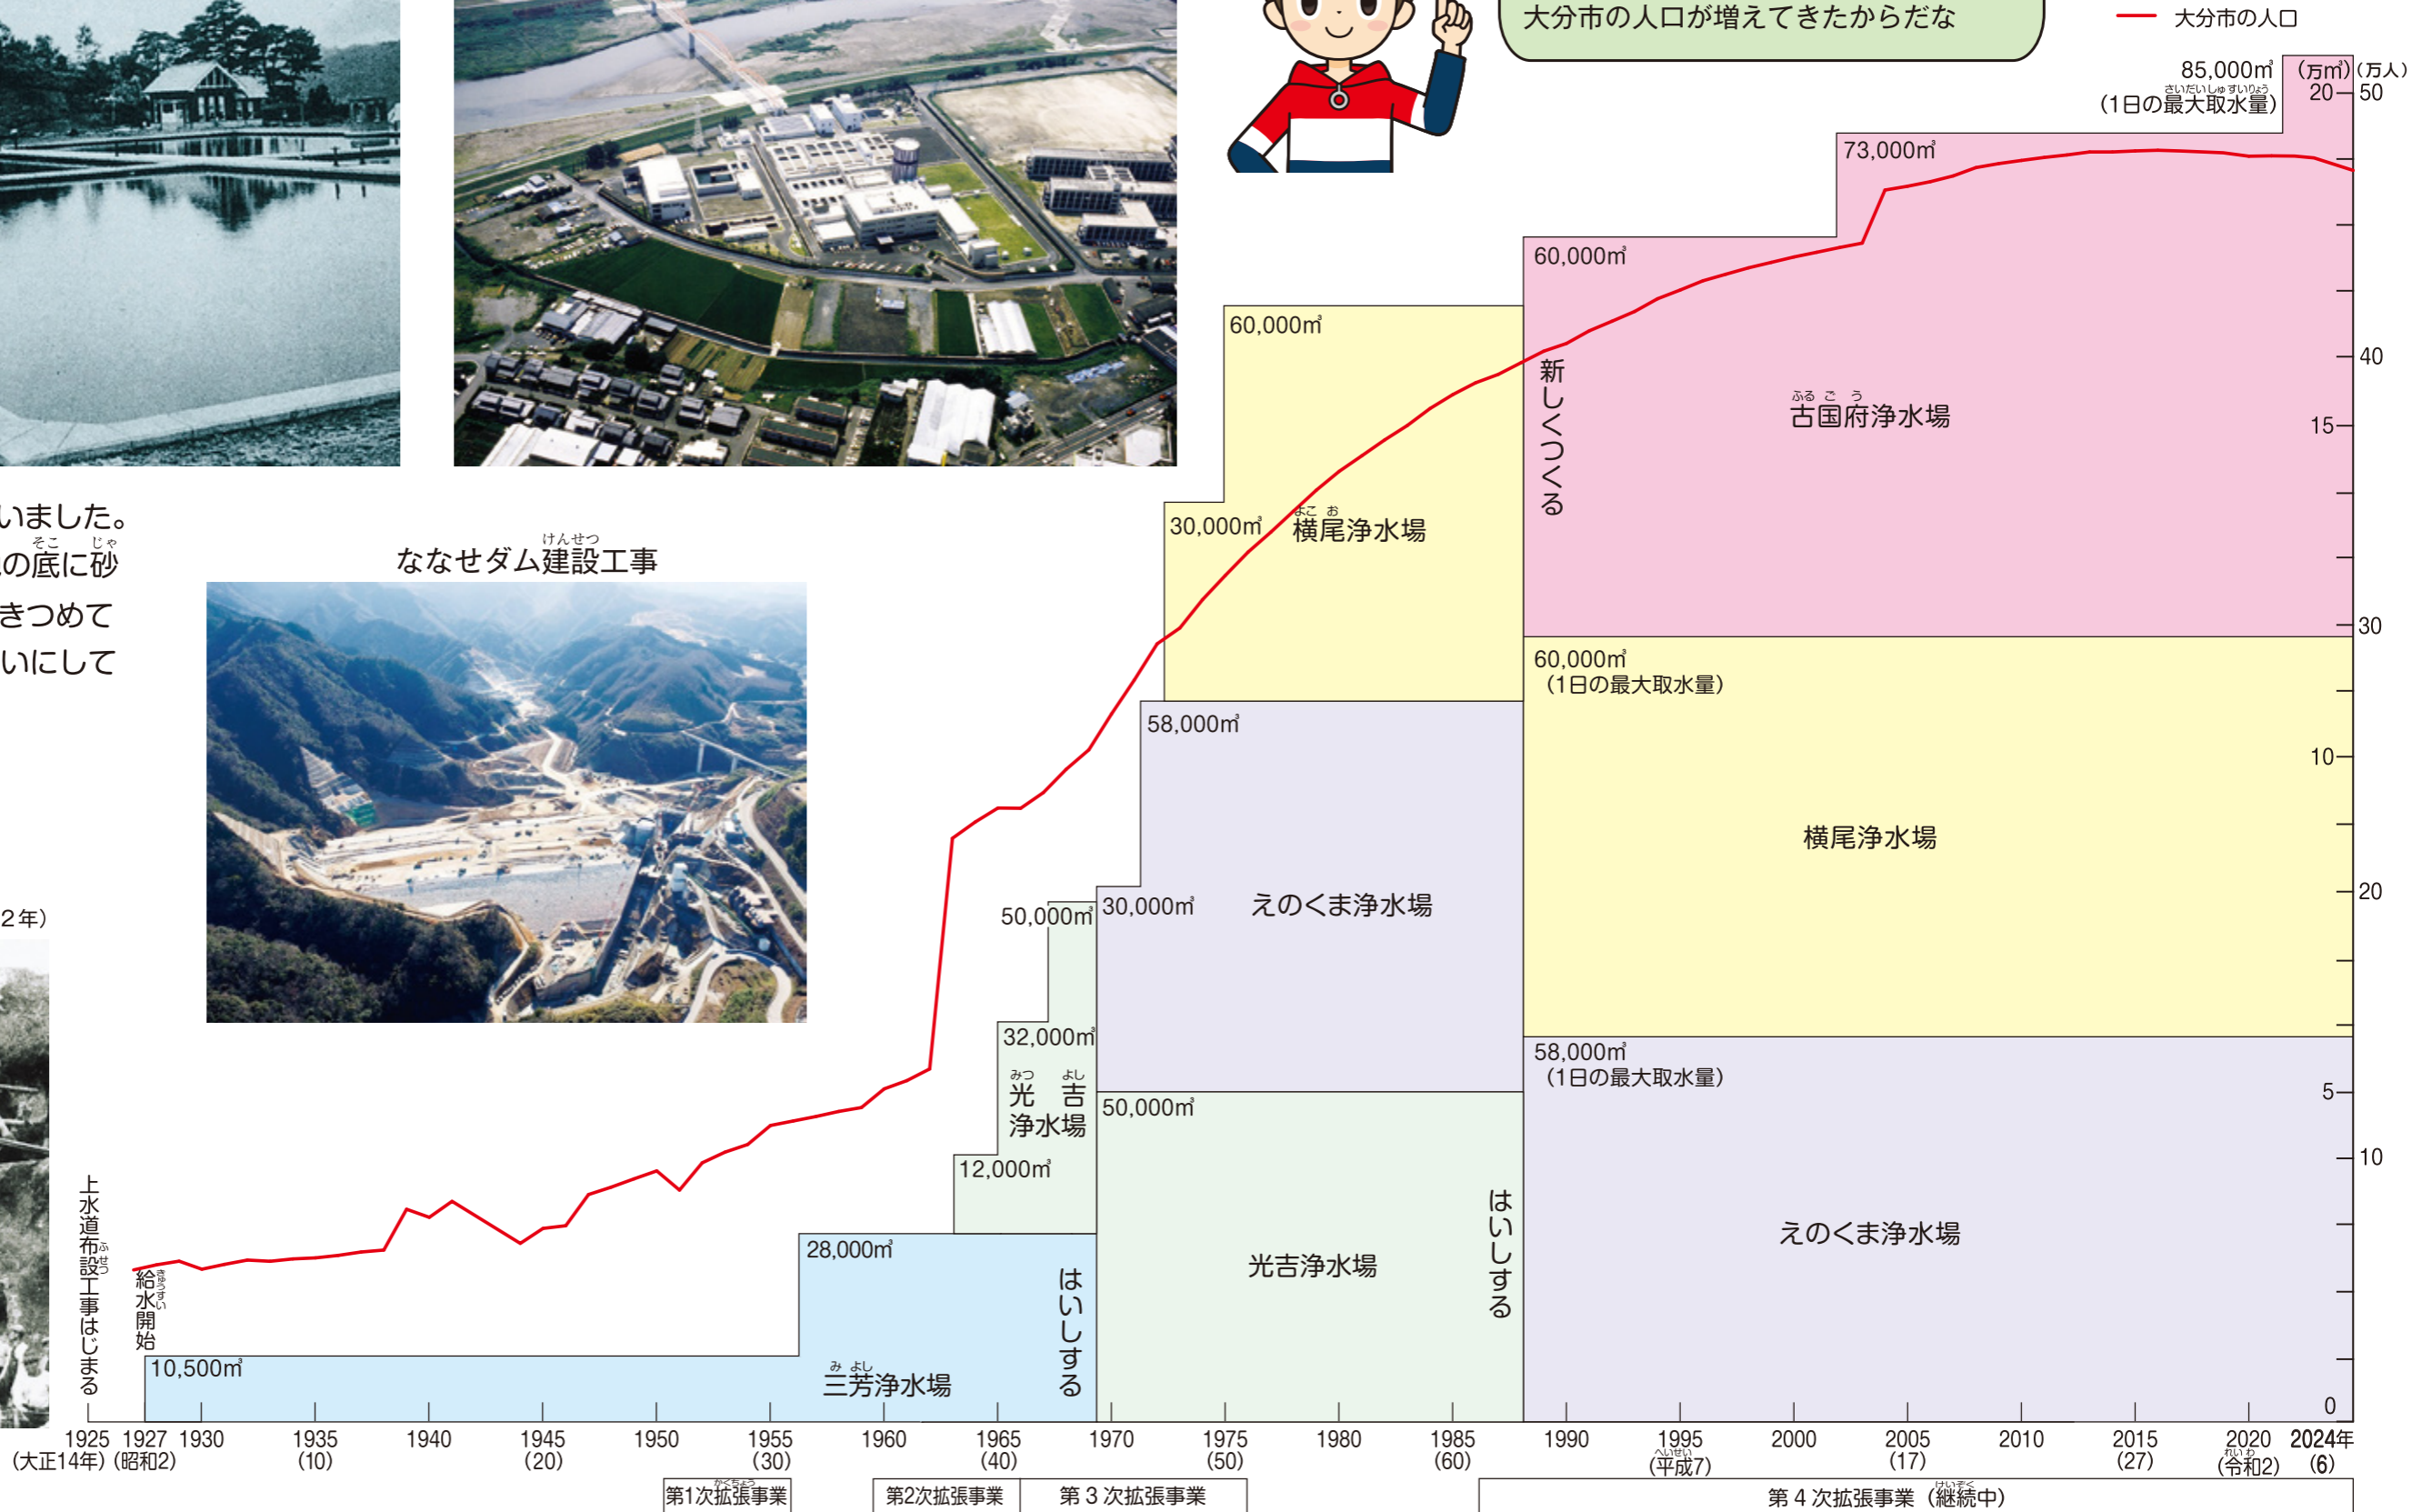 大分市の人口が増えてきたからだな
大分市の人口
いました。
の底に砂
そこ じゃ
きつめて
いにして
2年）
ななせダム建設工事
けんせつ
上水道布設工事はじまる
ふせつ
給水開始
きゅうすい
10,500㎥
28,000㎥
三芳浄水場
み よし
はいしする
12,000㎥
32,000㎥
50,000㎥
光 吉
みつ よし
浄水場
30,000㎥
58,000㎥
えのくま浄水場
50,000㎥
光吉浄水場
はいしする
30,000㎥
60,000㎥
横尾浄水場
よこ お
60,000㎥
73,000㎥
85,000㎥
（1日の最大取水量）
さいだいしゅすいりょう
新しくつくる
古国府浄水場
ふる ご う
60,000㎥
（1日の最大取水量）
横尾浄水場
58,000㎥
（1日の最大取水量）
えのくま浄水場
（万㎥）（万人）
20 50
40
15
30
10
20
5
10
0
1925 1927 1930 1935 1940 1945 1950 1955 1960 1965 1970 1975 1980 1985 1990 1995 2000 2005 2010 2015 2020 2024年
（大正14年）（昭和2） （10） （20） （30） （40） （50） （60） （平成7） （17） （27） （令和2） （6）
へいせい れいわ
第1次拡張事業 第2次拡張事業 第3次拡張事業 第4次拡張事業（継続中）
かくちょう けいぞく